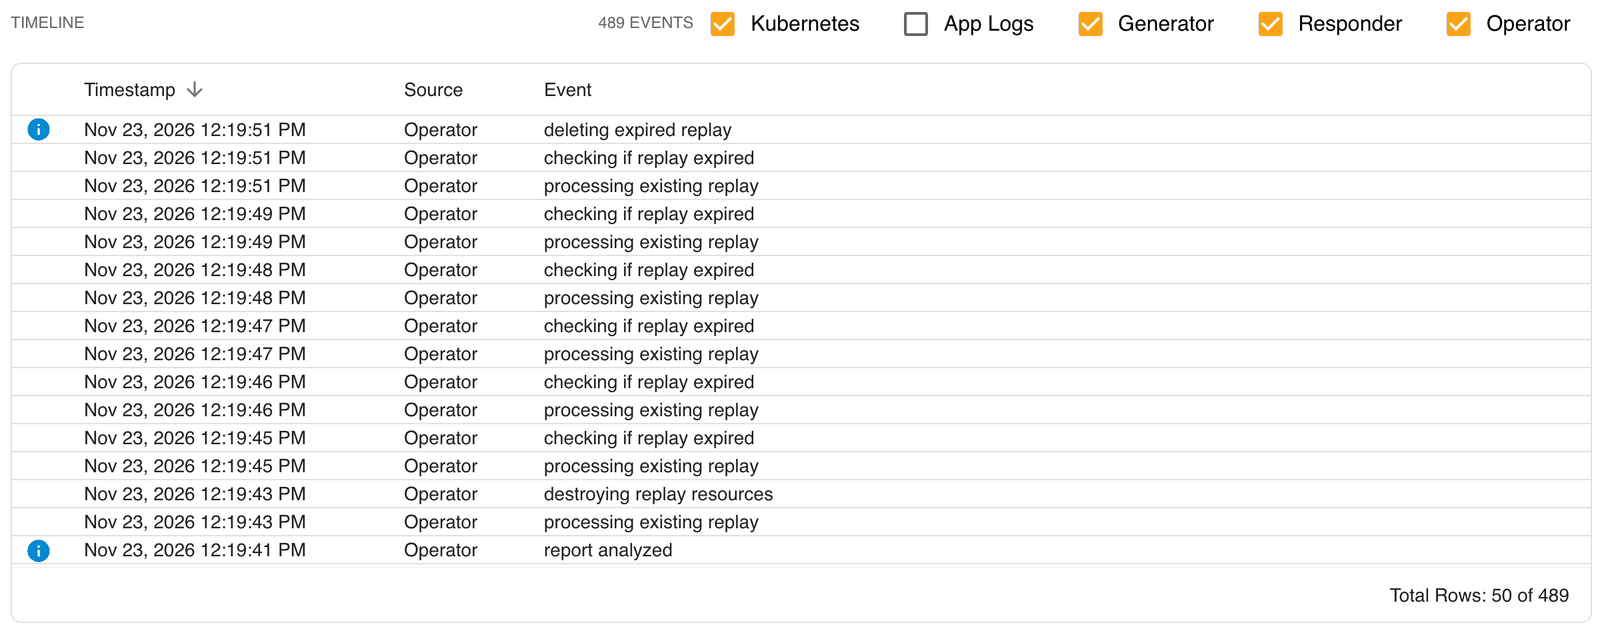 TIMELINE 489 EVENTS Kubernetes App Logs Generator Responder Operator
Timestamp Source Event
Nov 23, 2026 12:19:51 PM Operator deleting expired replay
Nov 23, 2026 12:19:51 PM Operator checking if replay expired
Nov 23, 2026 12:19:51 PM Operator processing existing replay
Nov 23, 2026 12:19:49 PM Operator checking if replay expired
Nov 23, 2026 12:19:49 PM Operator processing existing replay
Nov 23, 2026 12:19:48 PM Operator checking if replay expired
Nov 23, 2026 12:19:48 PM Operator processing existing replay
Nov 23, 2026 12:19:47 PM Operator checking if replay expired
Nov 23, 2026 12:19:47 PM Operator processing existing replay
Nov 23, 2026 12:19:46 PM Operator checking if replay expired
Nov 23, 2026 12:19:46 PM Operator processing existing replay
Nov 23, 2026 12:19:45 PM Operator checking if replay expired
Nov 23, 2026 12:19:45 PM Operator processing existing replay
Nov 23, 2026 12:19:43 PM Operator destroying replay resources
Nov 23, 2026 12:19:43 PM Operator processing existing replay
Nov 23, 2026 12:19:41 PM Operator report analyzed
Total Rows: 50 of 489